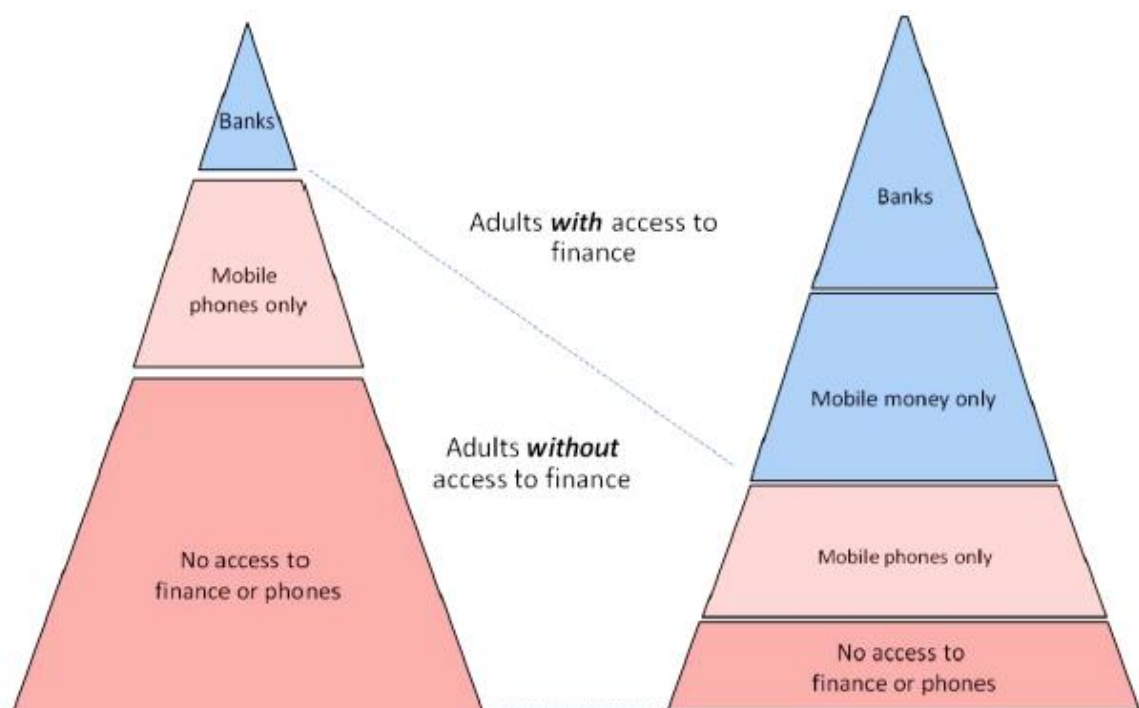 Banks
Mobile
phones only
No access to
finance or phones
Adults with access to
finance
Adults without
access to finance
Banks
Mobile money only
Mobile phones only
No access to
finance or phones